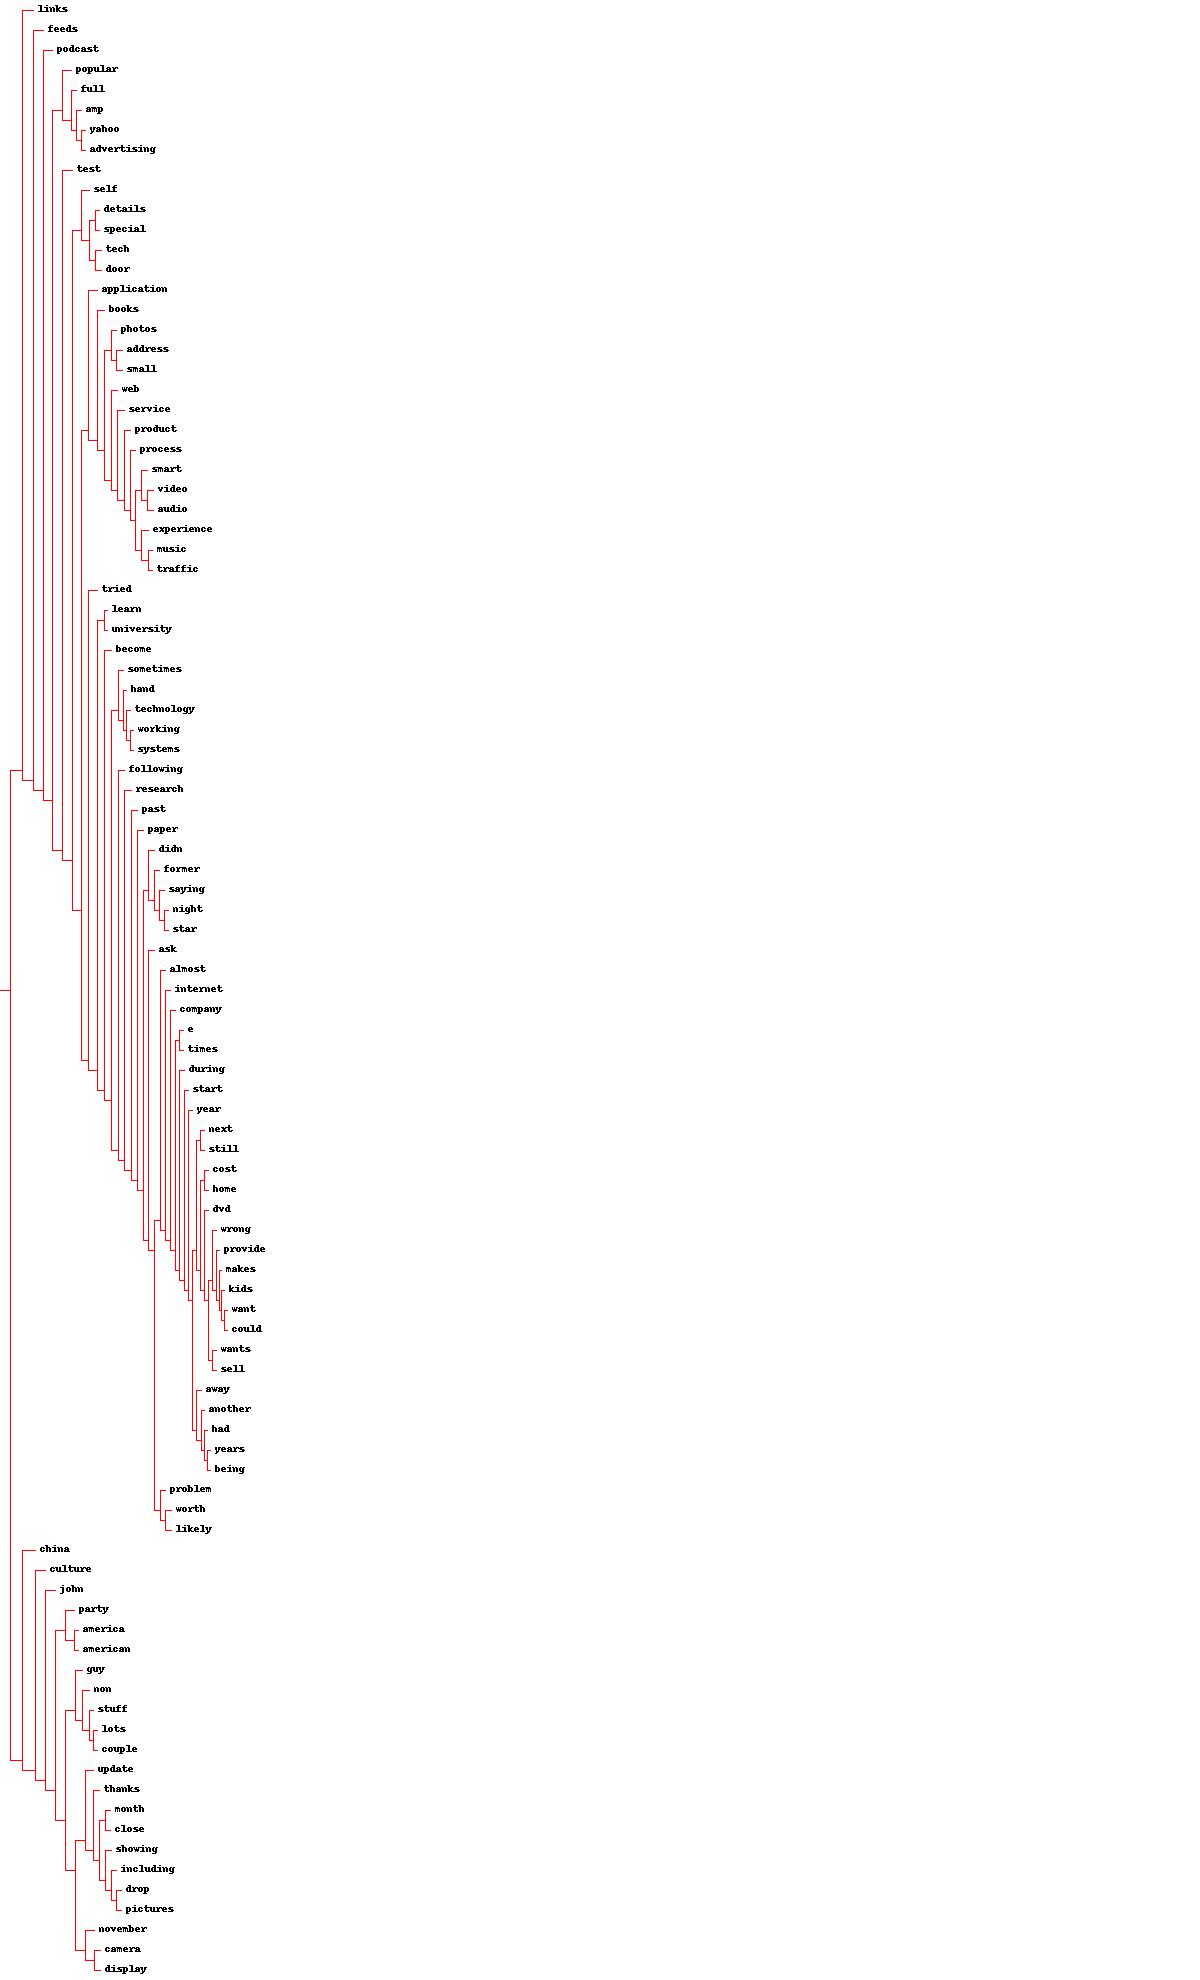 links
feeds
podcast
popular
full
amp
yahoo
advertising
test
self
details
special
tech
door
application
books
photos
address
small
web
service
product
process
smart
video
audio
experience
music
traffic
tried
learn
university
become
sometimes
hand
technology
working
systems
following
research
past
paper
didn
former
saying
night
star
ask
almost
internet
company
e
times
during
start
year
next
still
cost
home
dvd
wrong
provide
makes
kids
want
could
wants
sell
away
another
had
years
being
problem
worth
likely
china
culture
john
party
america
american
guy
non
stuff
lots
couple
update
thanks
month
close
showing
including
drop
pictures
november
camera
display